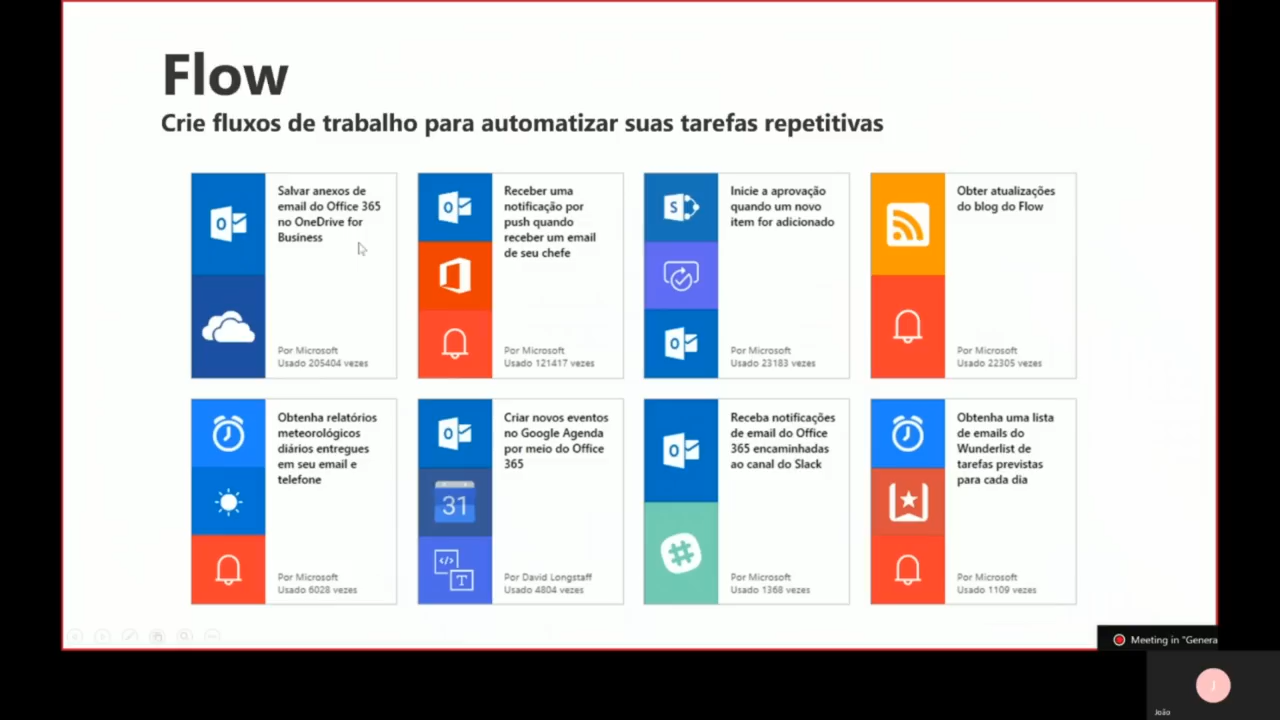 Flow
Crie fluxos de trabalho para automatizar suas tarefas repetitivas
Salvar anexos de
email do Office 365
no OneDrive for
Business
Por Microsoft
Usado 205404 vezes
Receber uma
notificação por
push quando
receber um email
de seu chefe
Por Microsoft
Usado 121417 vezes
Inicie a aprovação
quando um novo
item for adicionado
Por Microsoft
Usado 23183 vezes
Obter atualizações
do blog do Flow
Por Microsoft
Usado 22305 vezes
Obtenha relatórios
meteorológicos
diários entregues
em seu email e
telefone
Por Microsoft
Usado 6028 vezes
Criar novos eventos
no Google Agenda
por meio do Office
365
31
Por David Longstaff
Usado 4804 vezes
Receba notificações
de email do Office
365 encaminhadas
ao canal do Slack
Por Microsoft
Usado 1368 vezes
Obtenha uma lista
de emails do
Wunderlist de
tarefas previstas
para cada dia
Por Microsoft
Usado 1109 vezes
Meeting in "Genera
J
João